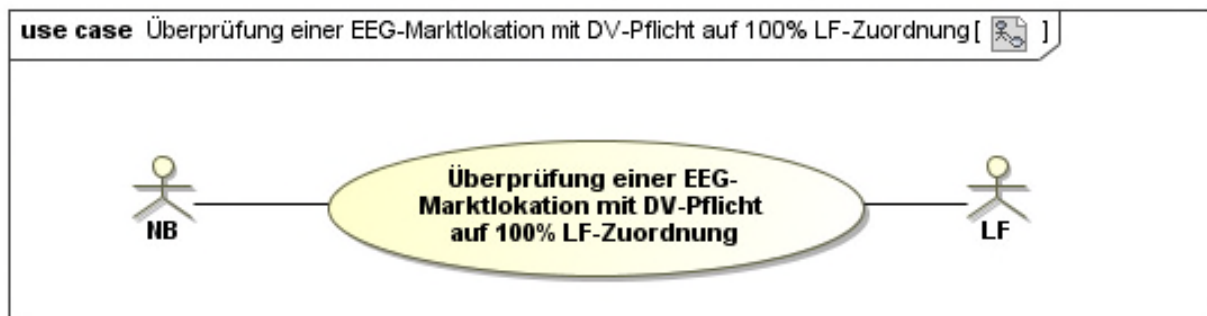 use case Überprüfung einer EEG-Marktlokation mit DV-Pflicht auf 100% LF-Zuordnung [ ]
Überprüfung einer EEG-
Marktlokation mit DV-Pflicht
auf 100% LF-Zuordnung
NB
LF